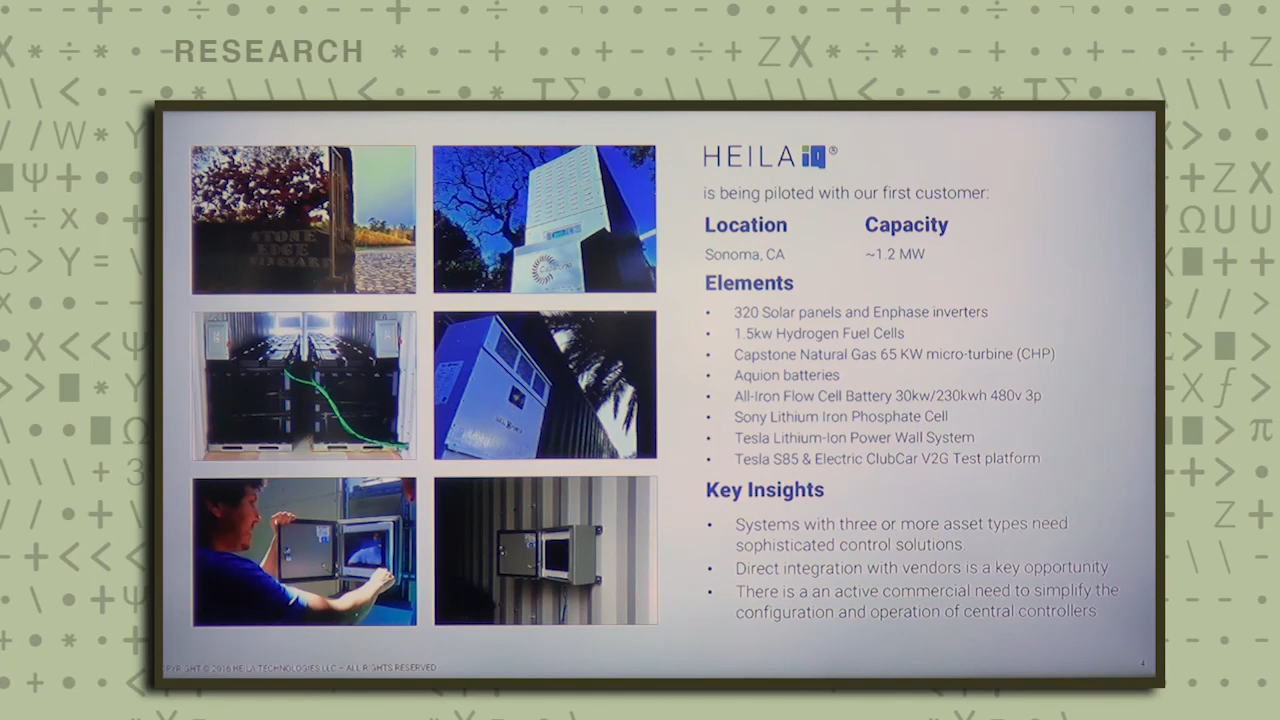 RESEARCH
STONE
EDGE
VINEYARD
Capstone
HEILA iQ®
is being piloted with our first customer:
Location
Capacity
Sonoma, CA
~1.2 MW
Elements
• 320 Solar panels and Enphase inverters
• 1.5kw Hydrogen Fuel Cells
• Capstone Natural Gas 65 KW micro-turbine (CHP)
• Aquion batteries
• All-Iron Flow Cell Battery 30kw/230kwh 480v 3p
• Sony Lithium Iron Phosphate Cell
• Tesla Lithium-Ion Power Wall System
• Tesla S85 & Electric ClubCar V2G Test platform
Key Insights
• Systems with three or more asset types need
sophisticated control solutions.
• Direct integration with vendors is a key opportunity
• There is a an active commercial need to simplify the
configuration and operation of central controllers
© 2016 HEILA TECHNOLOGIES LLC – ALL RIGHTS RESERVED
4